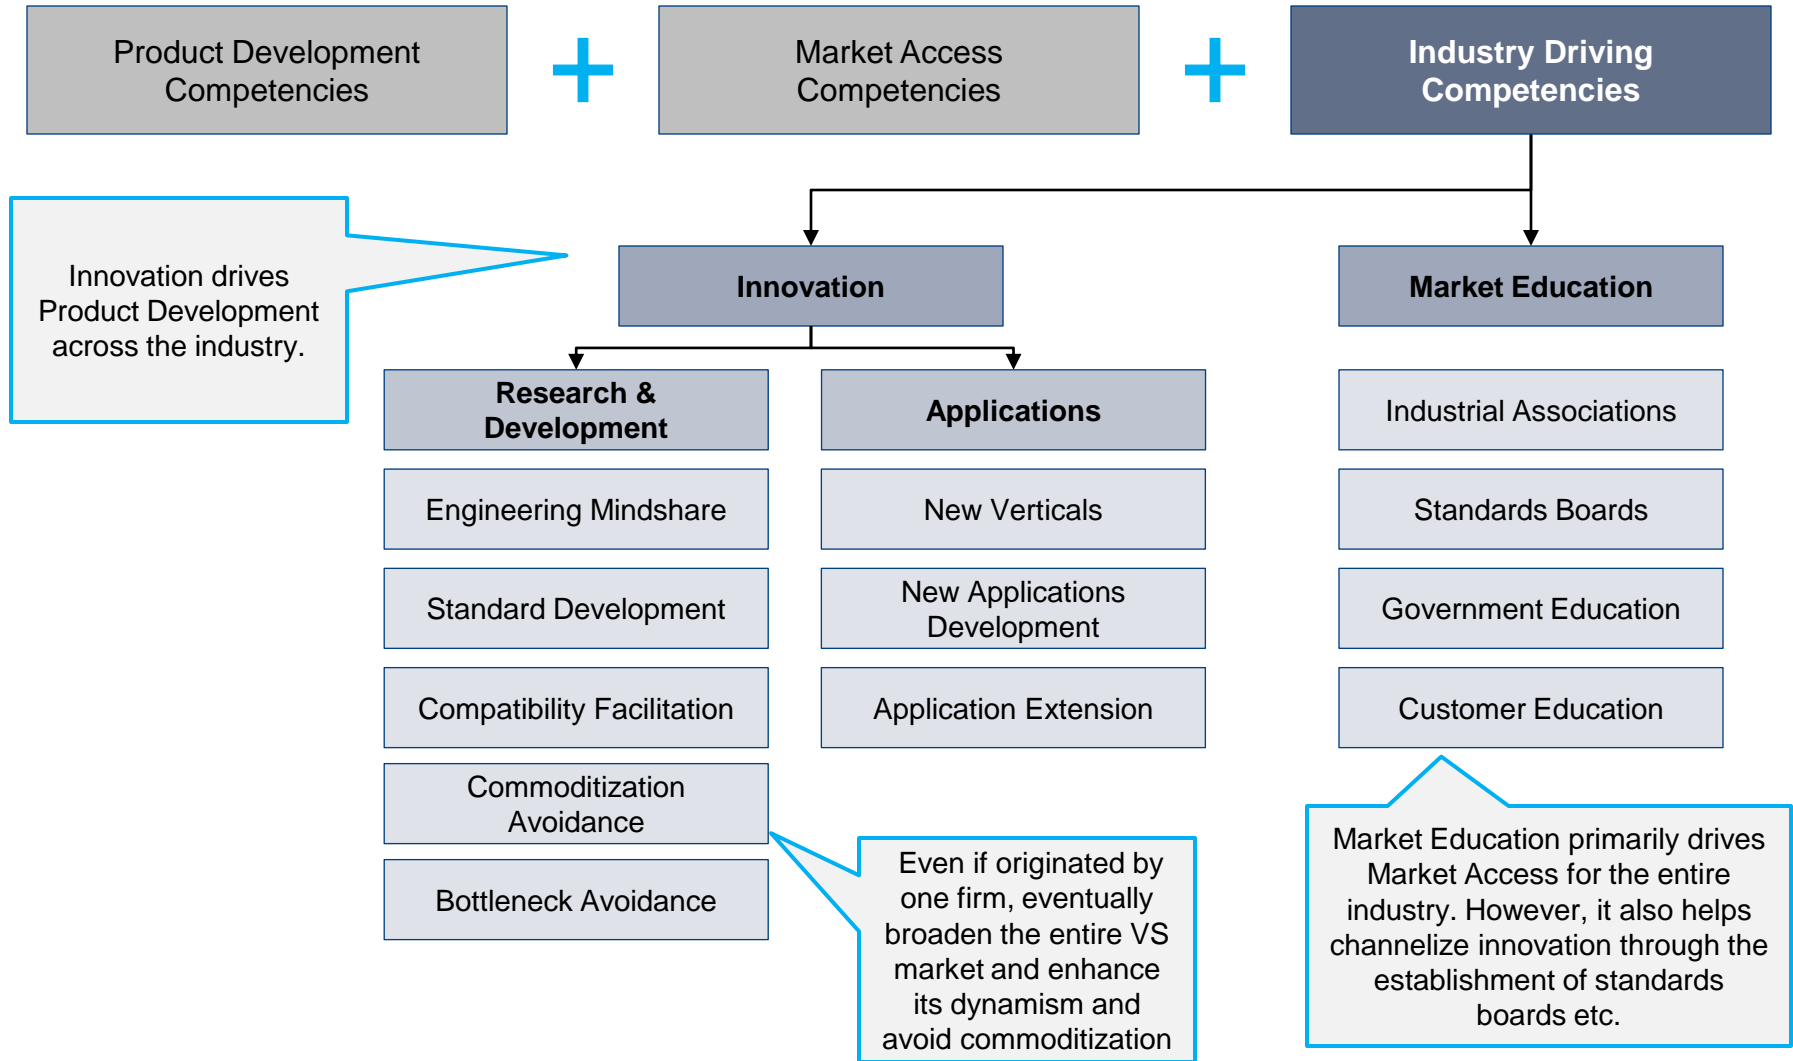 Product Development
Competencies
Market Access
Competencies
Industry Driving
Competencies
Innovation drives
Product Development
across the industry.
Innovation
Market Education
Research &
Development
Applications
Industrial Associations
Engineering Mindshare
New Verticals
Standards Boards
Standard Development
New Applications
Development
Government Education
Compatibility Facilitation
Application Extension
Customer Education
Commoditization
Avoidance
Bottleneck Avoidance
Even if originated by
one firm, eventually
broaden the entire VS
market and enhance
its dynamism and
avoid commoditization
Market Education primarily drives
Market Access for the entire
industry. However, it also helps
channelize innovation through the
establishment of standards
boards etc.